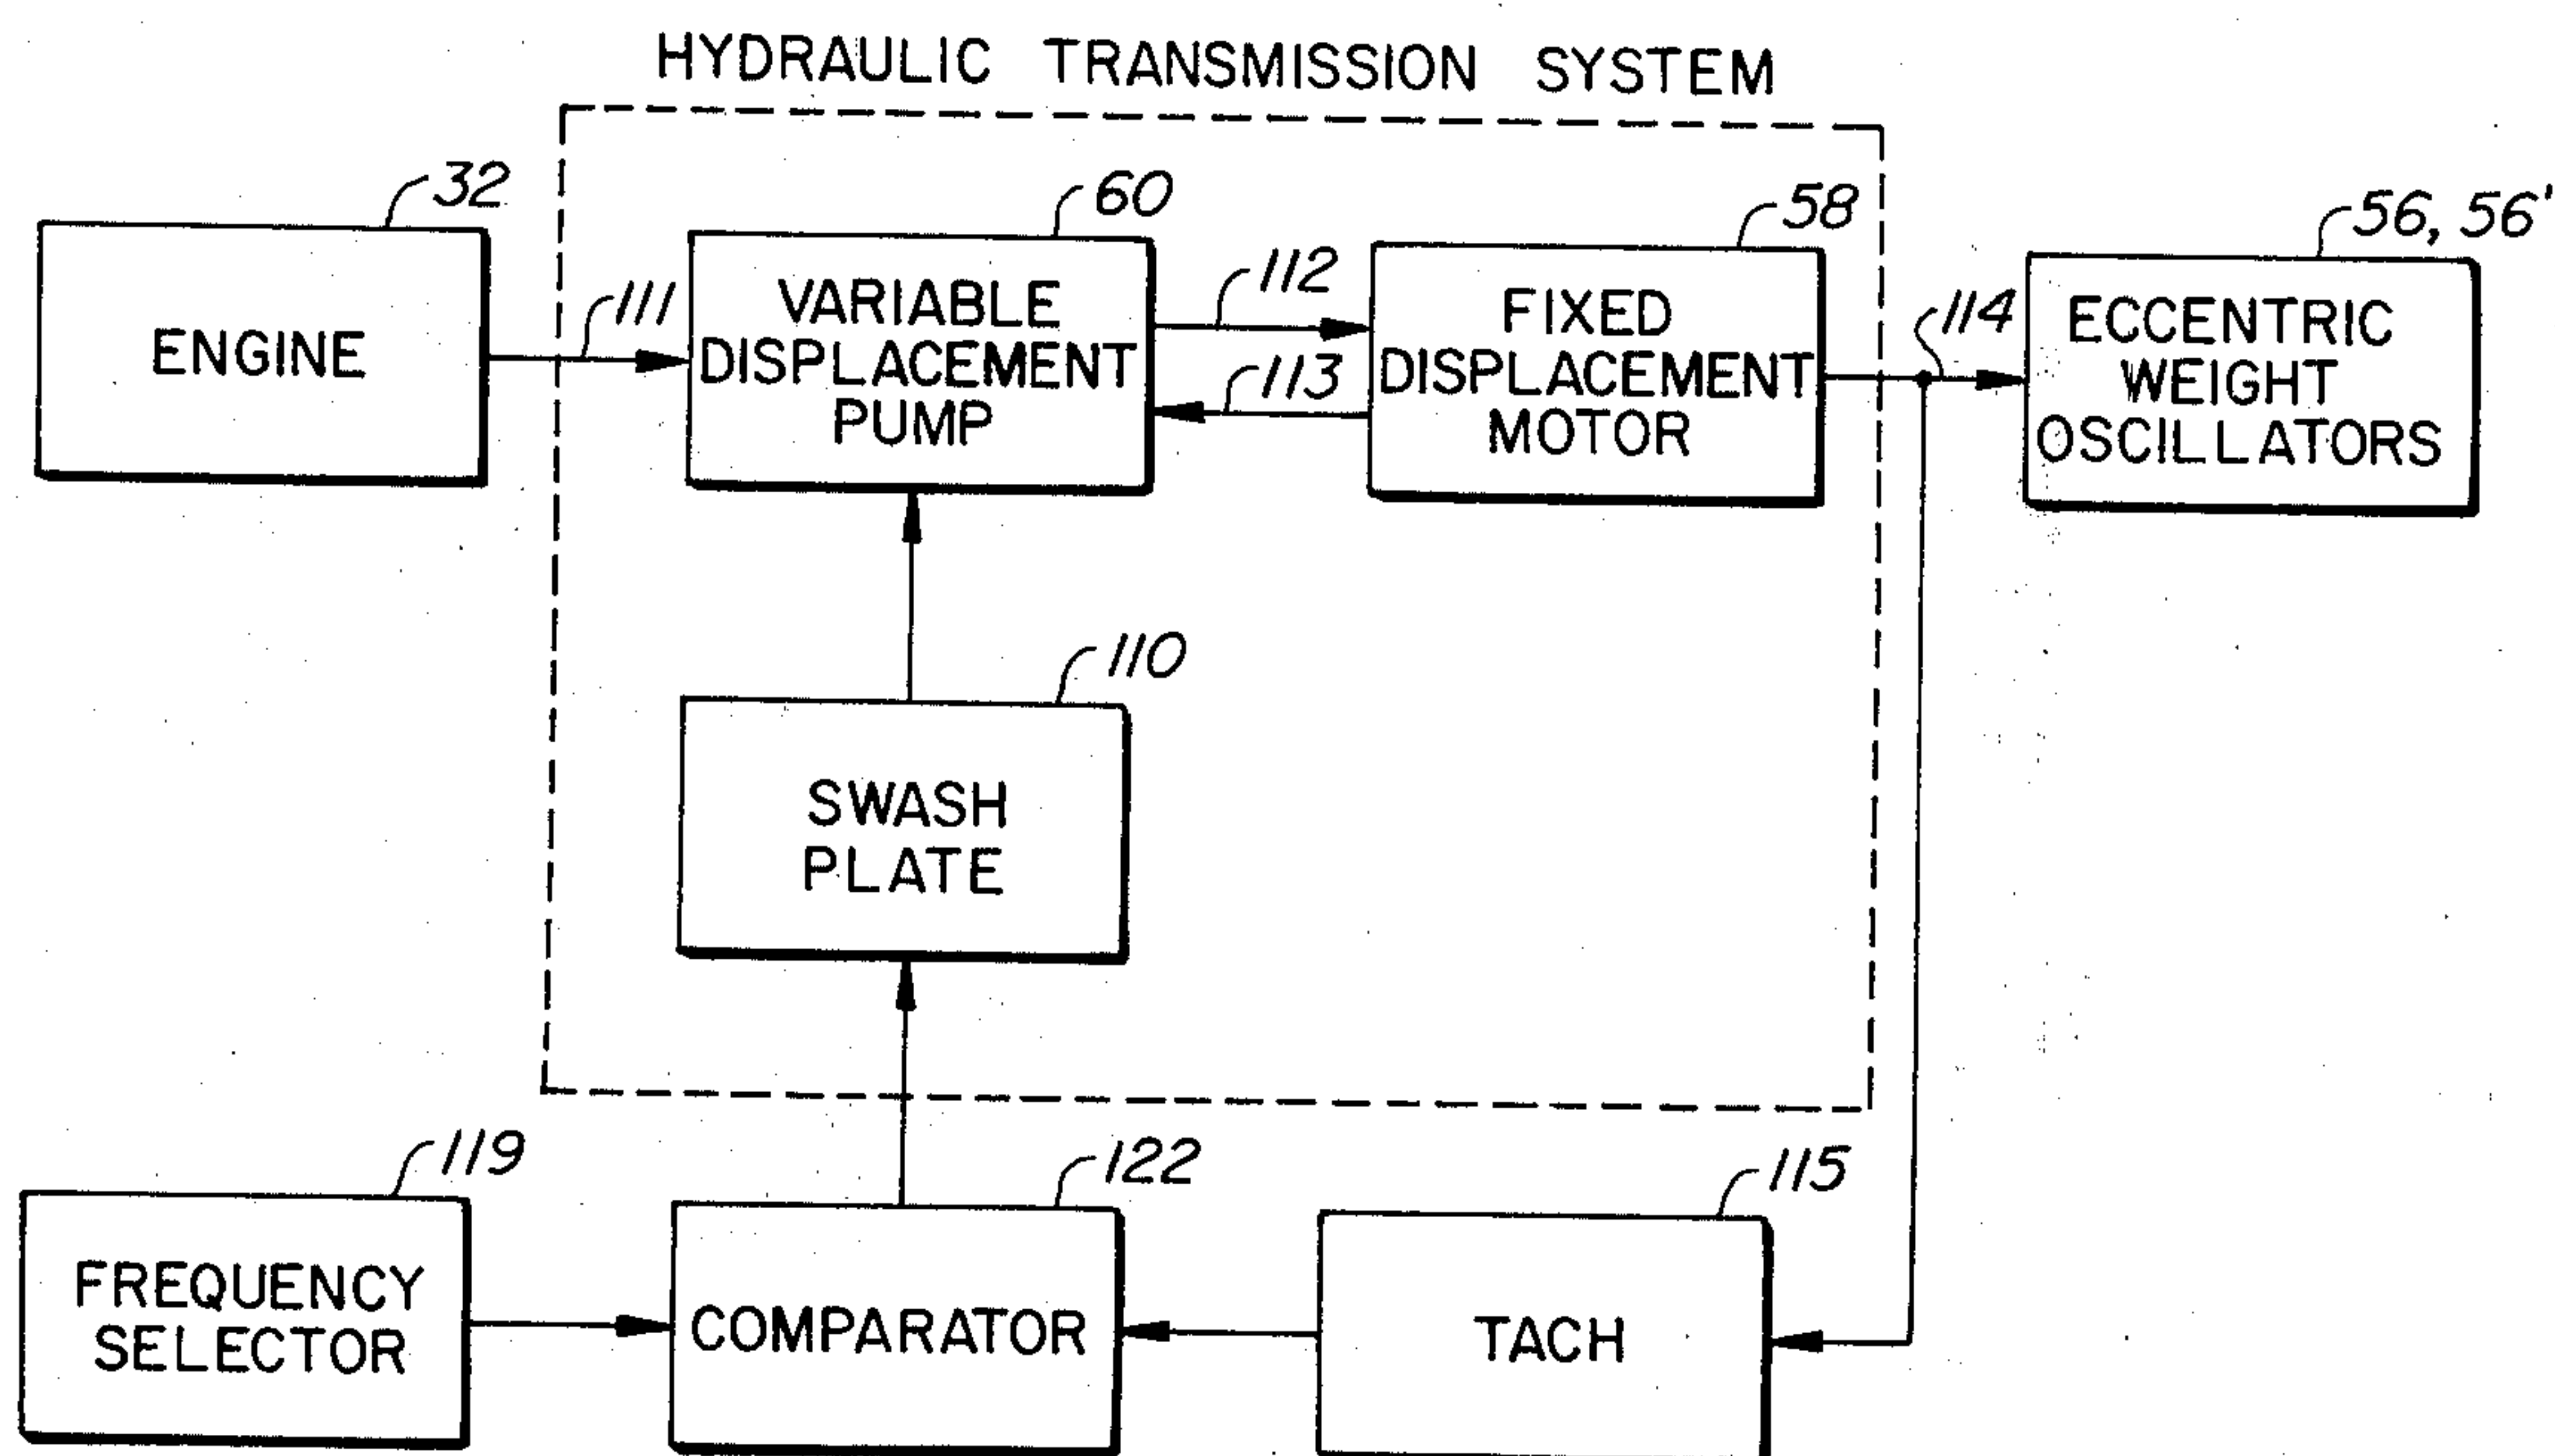 HYDRAULIC TRANSMISSION SYSTEM
32
ENGINE
111
60
VARIABLE
DISPLACEMENT
PUMP
112
113
58
FIXED
DISPLACEMENT
MOTOR
114
56, 56'
ECCENTRIC
WEIGHT
OSCILLATORS
110
SWASH
PLATE
119
FREQUENCY
SELECTOR
122
COMPARATOR
115
TACH